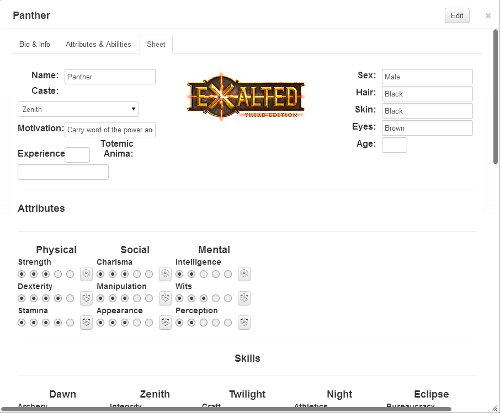 Panther
Edit
×
Bio & Info
Attributes & Abilities
Sheet
Name:
Panther
Caste:
Zenith
Motivation:
Carry word of the power an
Experience
Totemic
Anima:
EXALTED
THIRD EDITION
Sex:
Male
Hair:
Black
Skin:
Black
Eyes:
Brown
Age:
Attributes
Physical
Social
Mental
Strength
Charisma
Intelligence
Dexterity
Manipulation
Wits
Stamina
Appearance
Perception
Skills
Dawn
Zenith
Twilight
Night
Eclipse
Archery
Integrity
Craft
Athletics
Bureaucracy